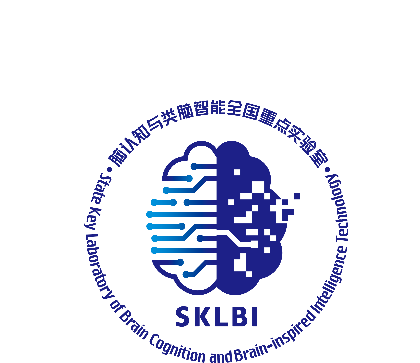 脑认知与类脑智能全国重点实验室
• State Key Laboratory of Brain Cognition and Brain-inspired Intelligence Technology •
SKLBI